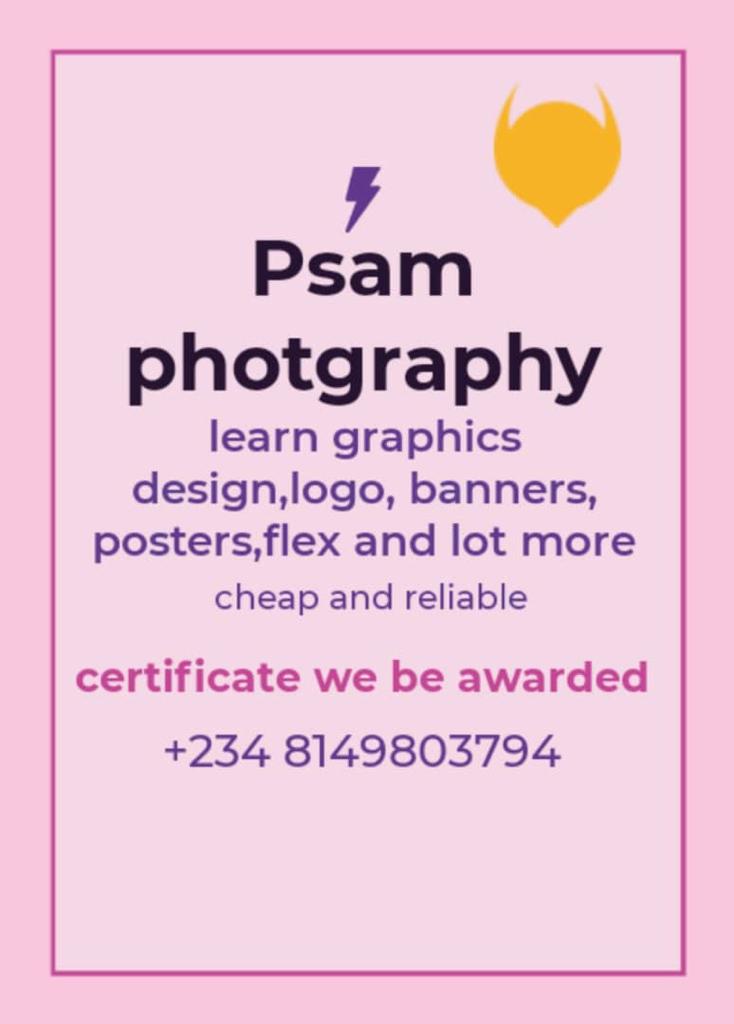 Psam
photgraphy
learn graphics
design,logo, banners,
posters,flex and lot more
cheap and reliable
certificate we be awarded
+234 8149803794